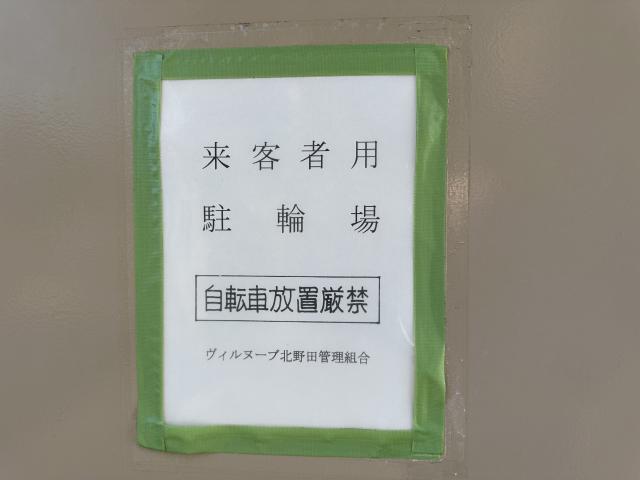 来客者用
駐輪場
自転車放置厳禁
ヴィルヌーブ北野田管理組合